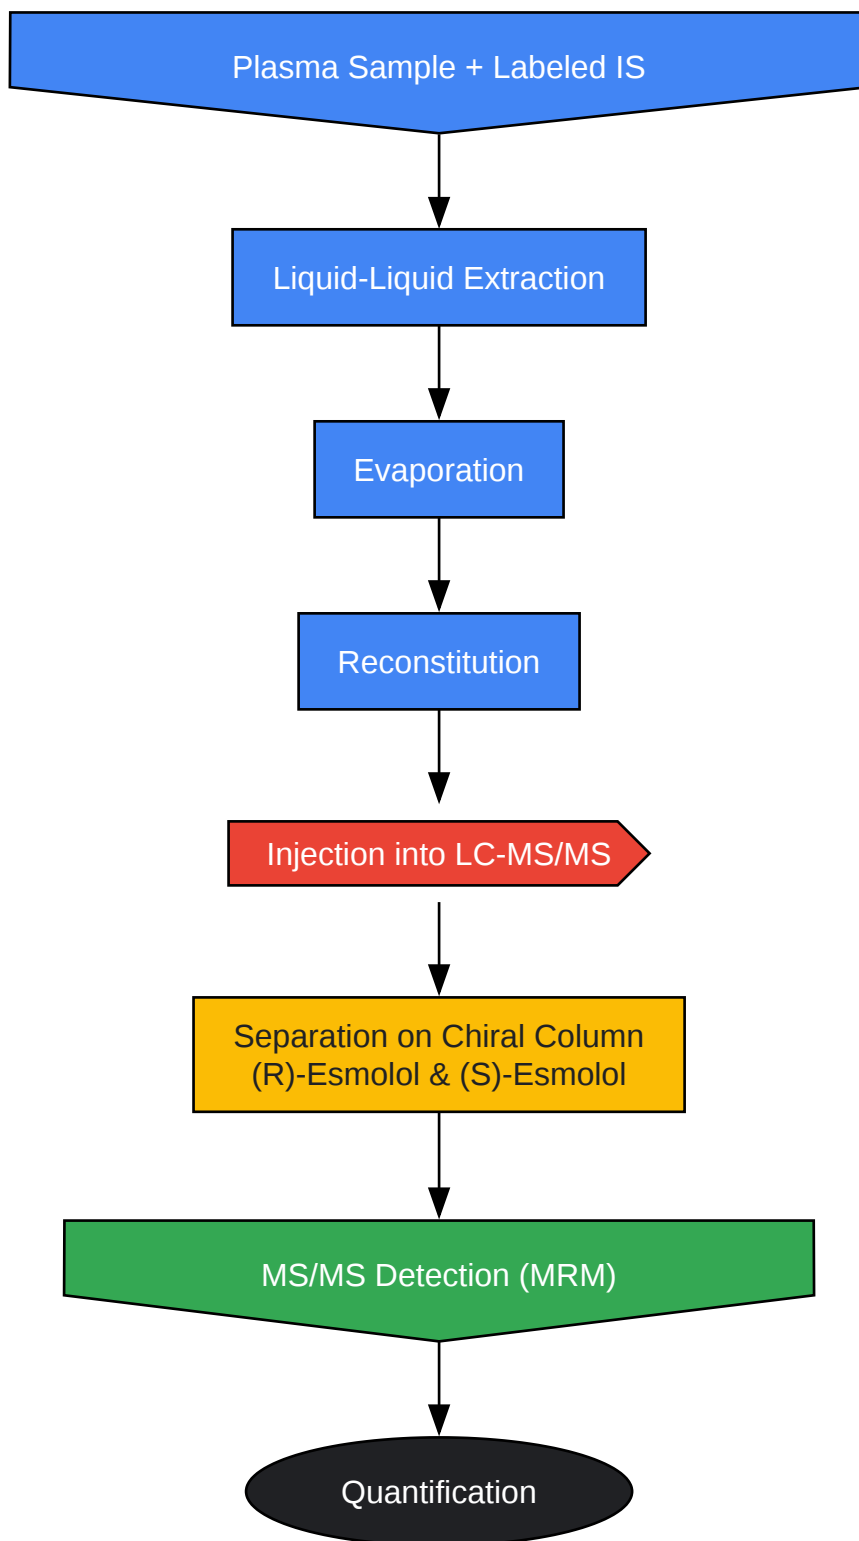 Plasma Sample + Labeled IS
Liquid-Liquid Extraction
Evaporation
Reconstitution
Injection into LC-MS/MS
Separation on Chiral Column
(R)-Esmolol & (S)-Esmolol
MS/MS Detection (MRM)
Quantification